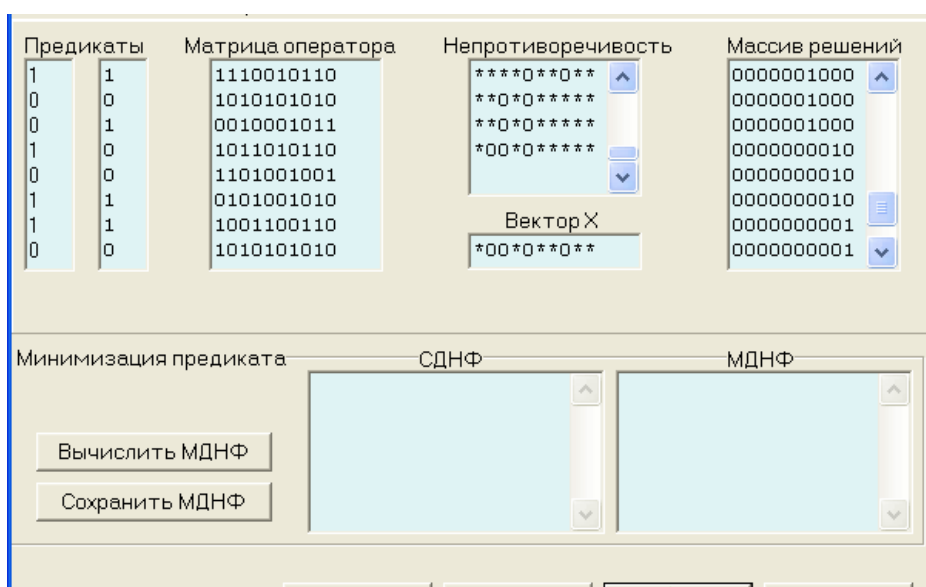 Предикаты Матрица оператора Непротиворечивость Массив решений
1 1 1110010110 ****0**0** 0000001000
0 0 1010101010 **0*0***** 0000001000
0 1 0010001011 **0*0***** 0000001000
1 0 1011010110 *00*0***** 0000000010
0 0 1101001001 0000000010
1 1 0101001010 0000000010
1 1 1001100110 Вектор X 0000000001
0 0 1010101010 *00*0**0** 0000000001
Минимизация предиката СДНФ МДНФ
Вычислить МДНФ
Сохранить МДНФ